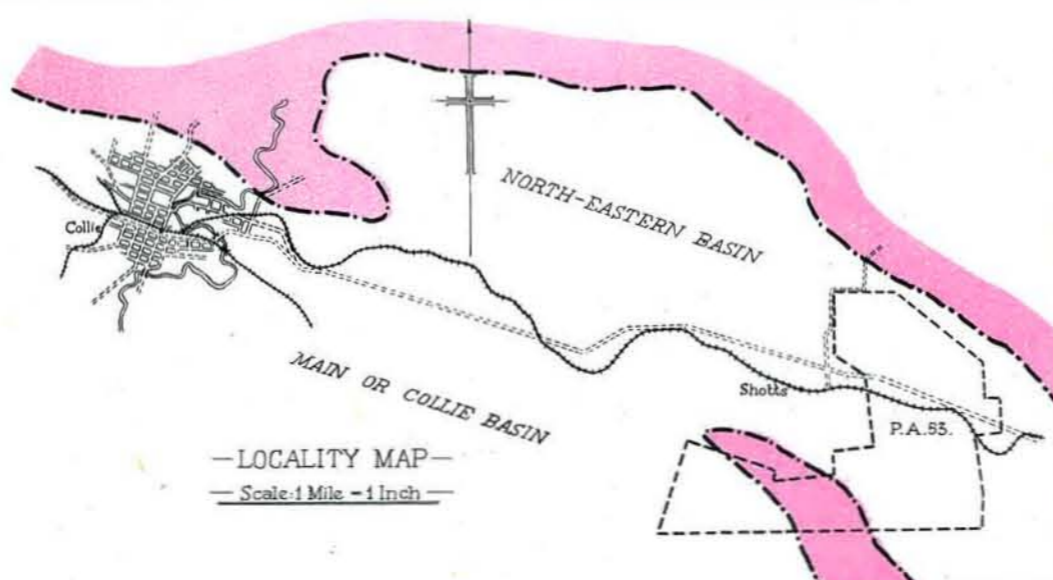 NORTH-EASTERN BASIN
Collie
MAIN OR COLLIE BASIN
Shotts
P.A.53.
—LOCALITY MAP—
—Scale:1 Mile = 1 Inch—